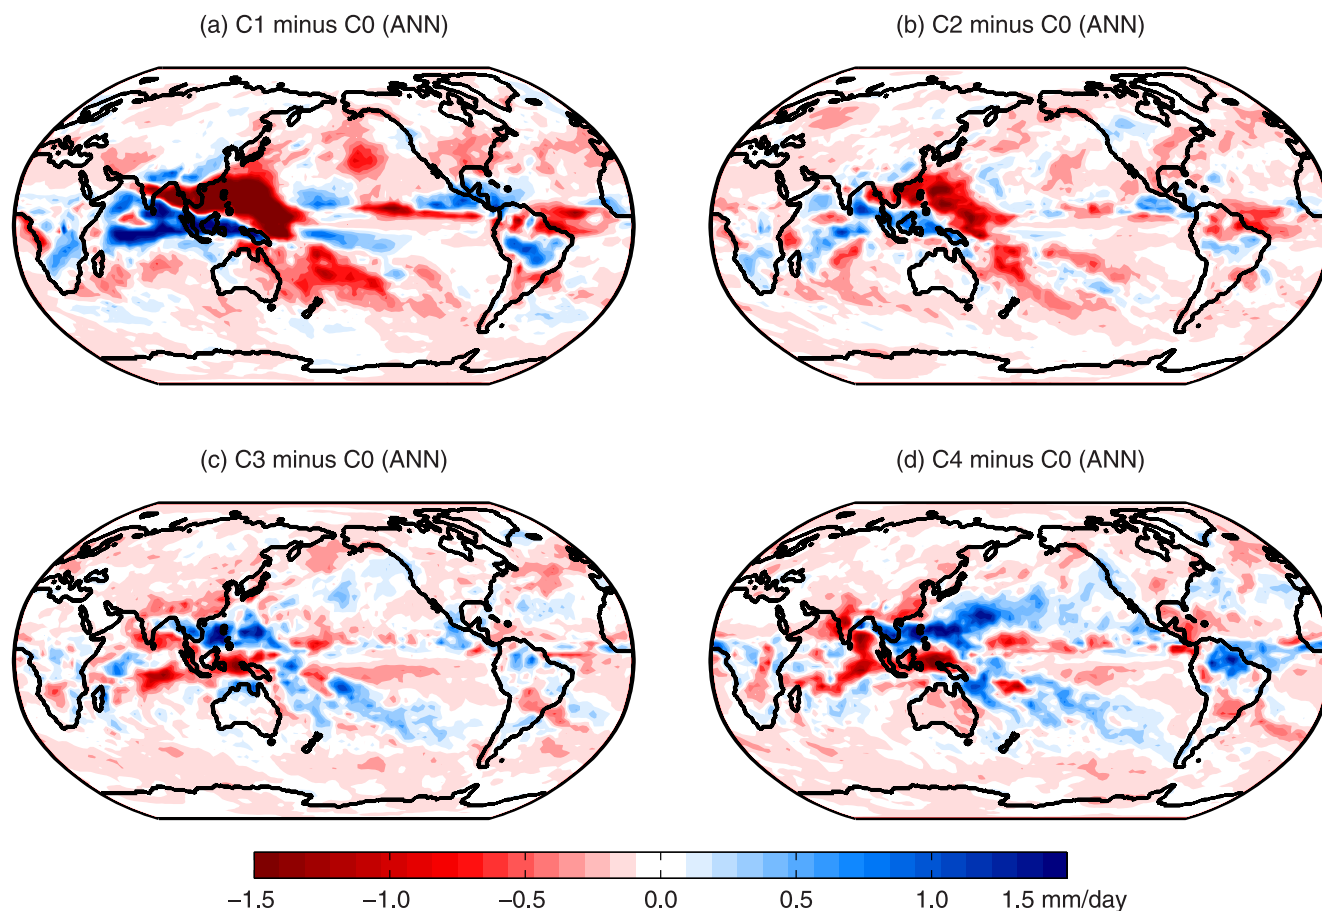 (a) C1 minus C0 (ANN)
(b) C2 minus C0 (ANN)
(c) C3 minus C0 (ANN)
(d) C4 minus C0 (ANN)
−1.5 −1.0 −0.5 0.0 0.5 1.0 1.5 mm/day